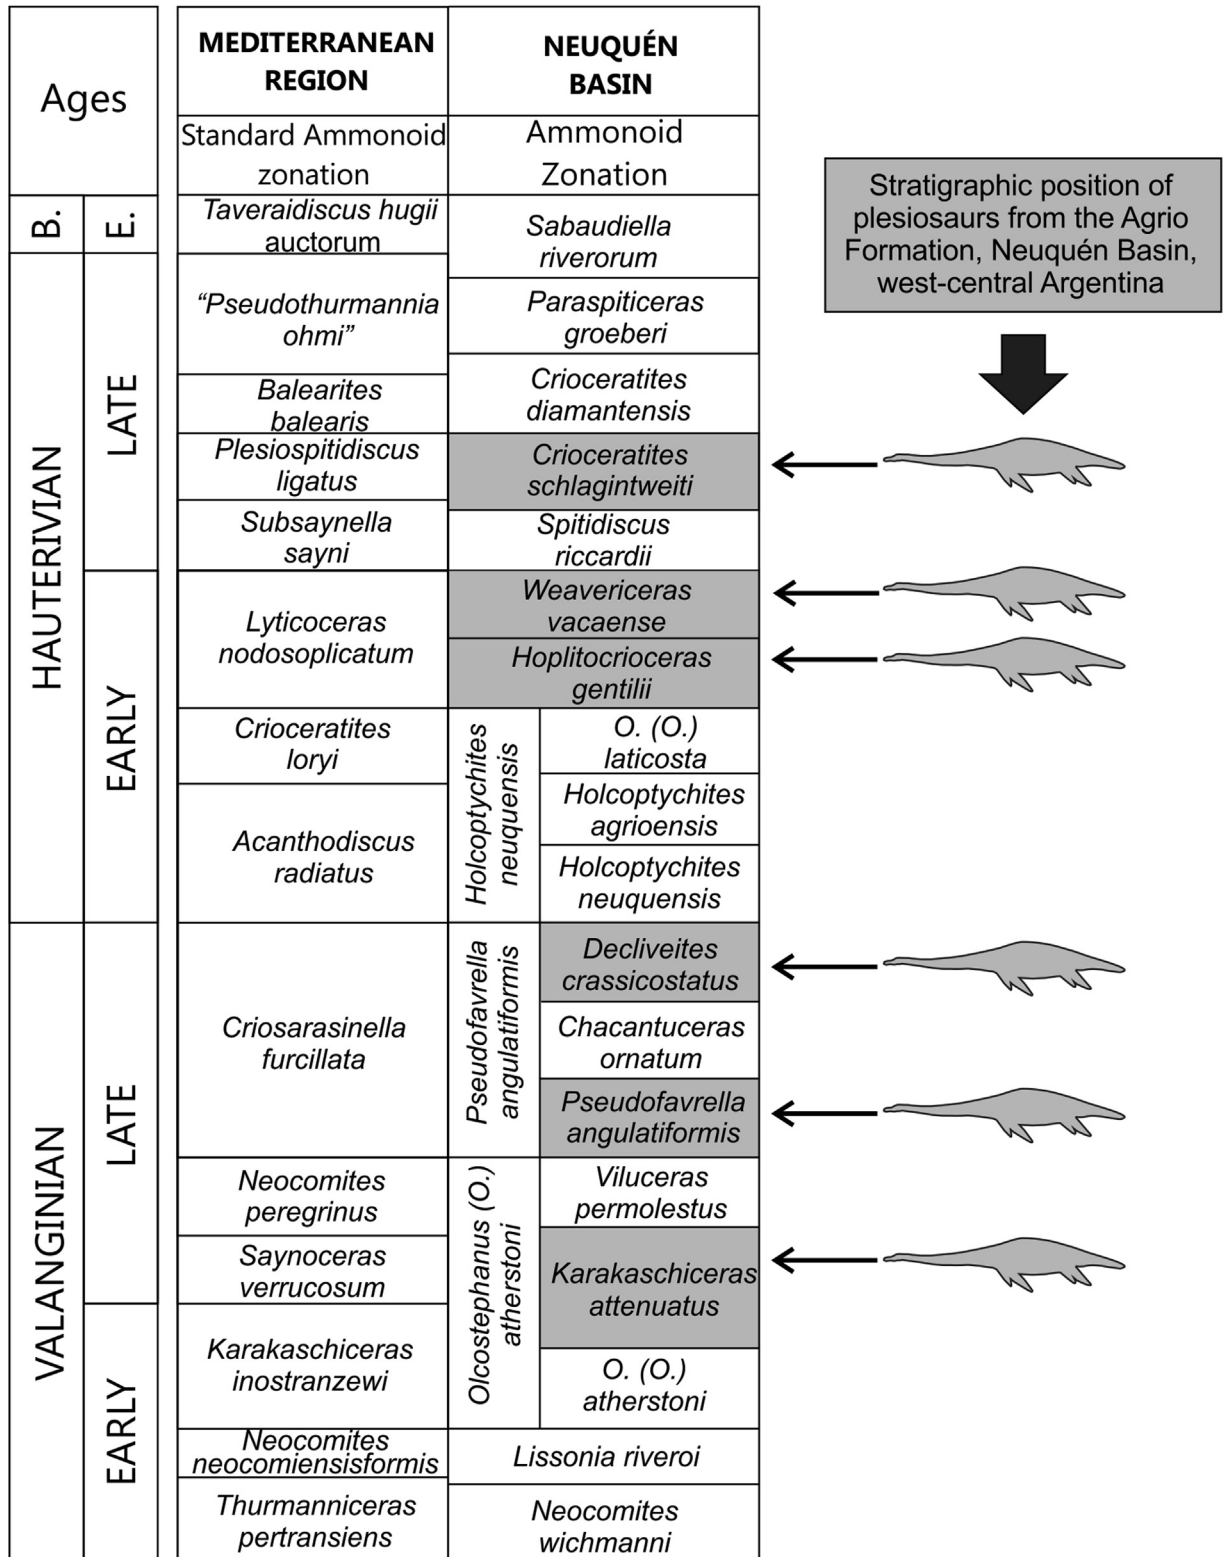 Ages
MEDITERRANEAN
REGION
NEUQUÉN
BASIN
Standard Ammonoid
zonation
Ammonoid
Zonation
Stratigraphic position of
plesiosaurs from the Agrio
Formation, Neuquén Basin,
west-central Argentina
B.
E.
HAUTERIVIAN
LATE
EARLY
VALANGINIAN
LATE
EARLY
Taveraidiscus hugii
auctorum
“Pseudothurmannia
ohmi”
Balearites
balearis
Plesiospitidiscus
ligatus
Subsaynella
sayni
Lyticoceras
nodosoplicatum
Crioceratites
loryi
Acanthodiscus
radiatus
Criosarasinella
furcillata
Neocomites
peregrinus
Saynoceras
verrucosum
Karakaschiceras
inostranzewi
Neocomites
neocomiensisformis
Thurmanniceras
pertransiens
Sabaudiella
riverorum
Paraspiticeras
groeberi
Crioceratites
diamantensis
Crioceratites
schlagintweiti
Spitidiscus
riccardii
Weavericeras
vacaense
Hoplitocrioceras
gentilii
Holcoptychites
neuquensis
O. (O.)
laticosta
Holcoptychites
agrioensis
Holcoptychites
neuquensis
Pseudofavrella
angulatiformis
Decliveites
crassicostatus
Chacantuceras
ornatum
Pseudofavrella
angulatiformis
Olcostephanus (O.)
atherstoni
Viluceras
permolestus
Karakaschiceras
attenuatus
O. (O.)
atherstoni
Lissonia riveroi
Neocomites
wichmanni